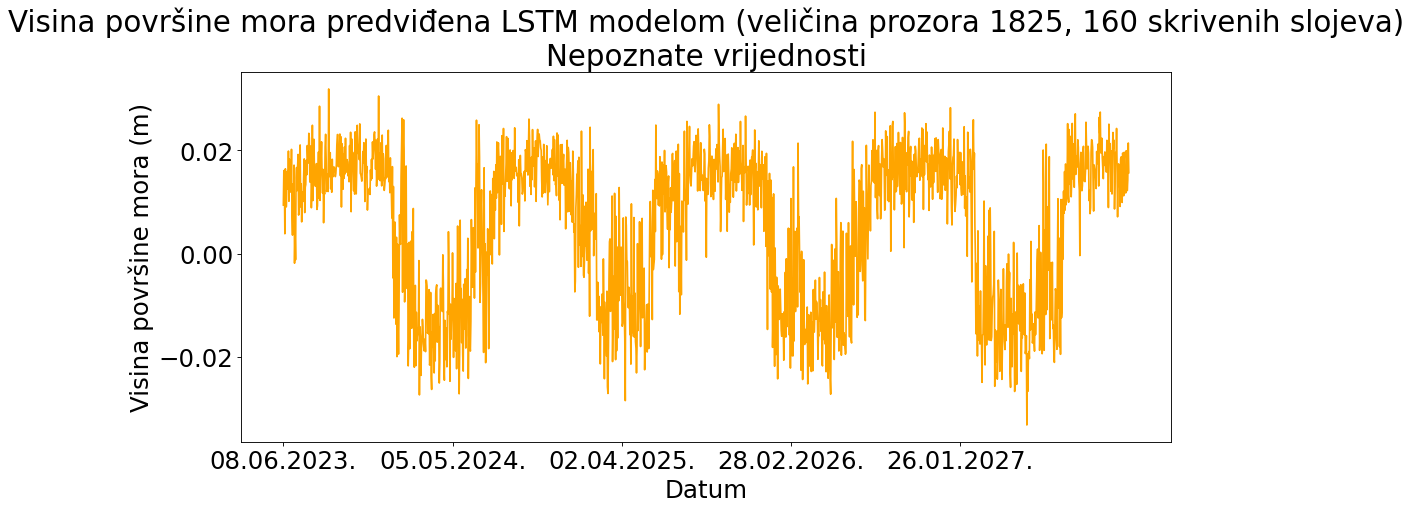 Visina površine mora predviđena LSTM modelom (veličina prozora 1825, 160 skrivenih slojeva)
Nepoznate vrijednosti
Visina površine mora (m)
0.02
0.00
−0.02
08.06.2023. 05.05.2024. 02.04.2025. 28.02.2026. 26.01.2027.
Datum